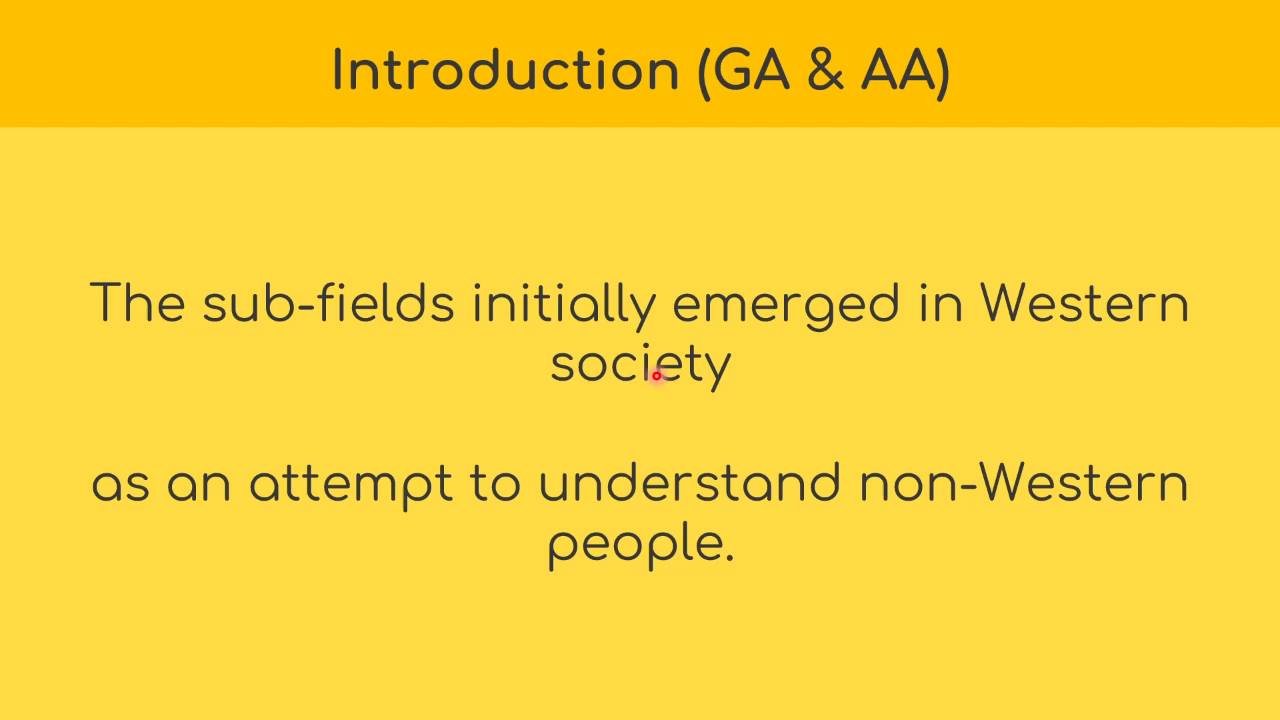 Introduction (GA & AA)
The sub-fields initially emerged in Western
society
as an attempt to understand non-Western
people.